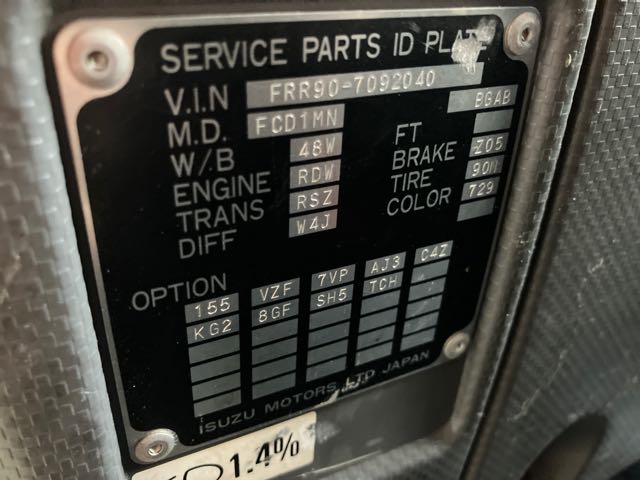 SERVICE PARTS ID PLATE
V.I.N FRR90-7092040
M.D. FCD1MN BGAB
W/B 48W FT
ENGINE RDW BRAKE Z05
TRANS RSZ TIRE 90N
DIFF W4J COLOR 729
OPTION 155 VZF 7VP AJ3 C4Z
KG2 8GF SH5 TCH
ISUZU MOTORS LTD JAPAN
1.4%